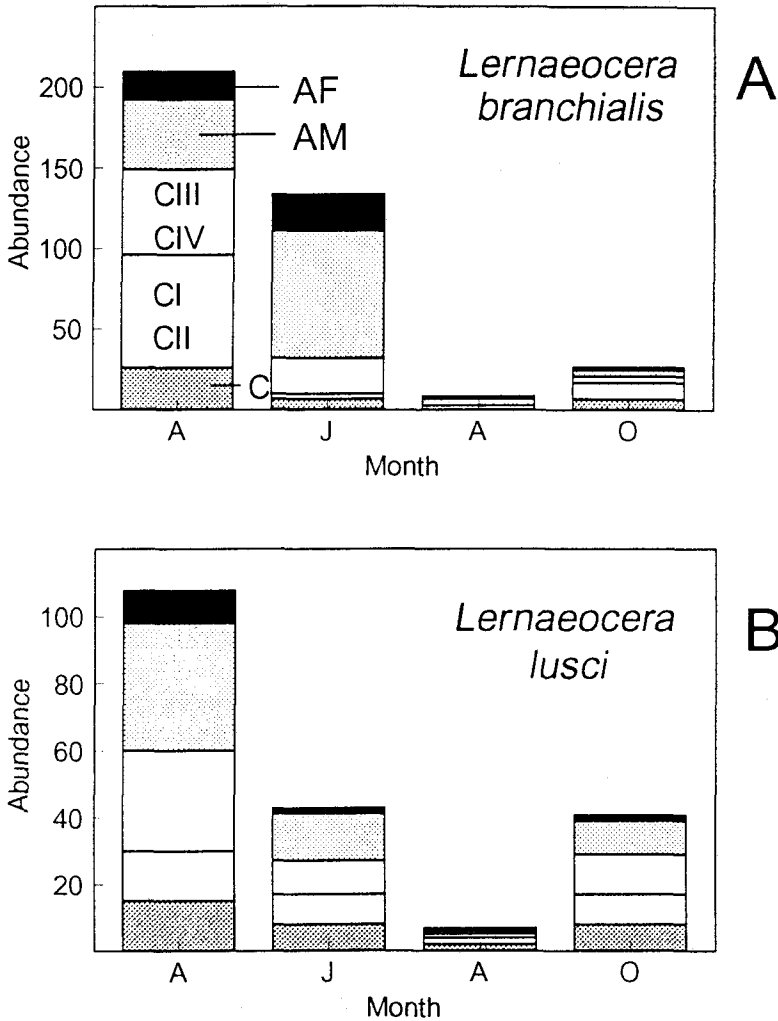 A
Lernaeocera
branchialis
Abundance
200
150
100
50
AF
AM
CIII
CIV
CI
CII
C
A J A O
Month
B
Lernaeocera
lusci
Abundance
100
80
60
40
20
A J A O
Month